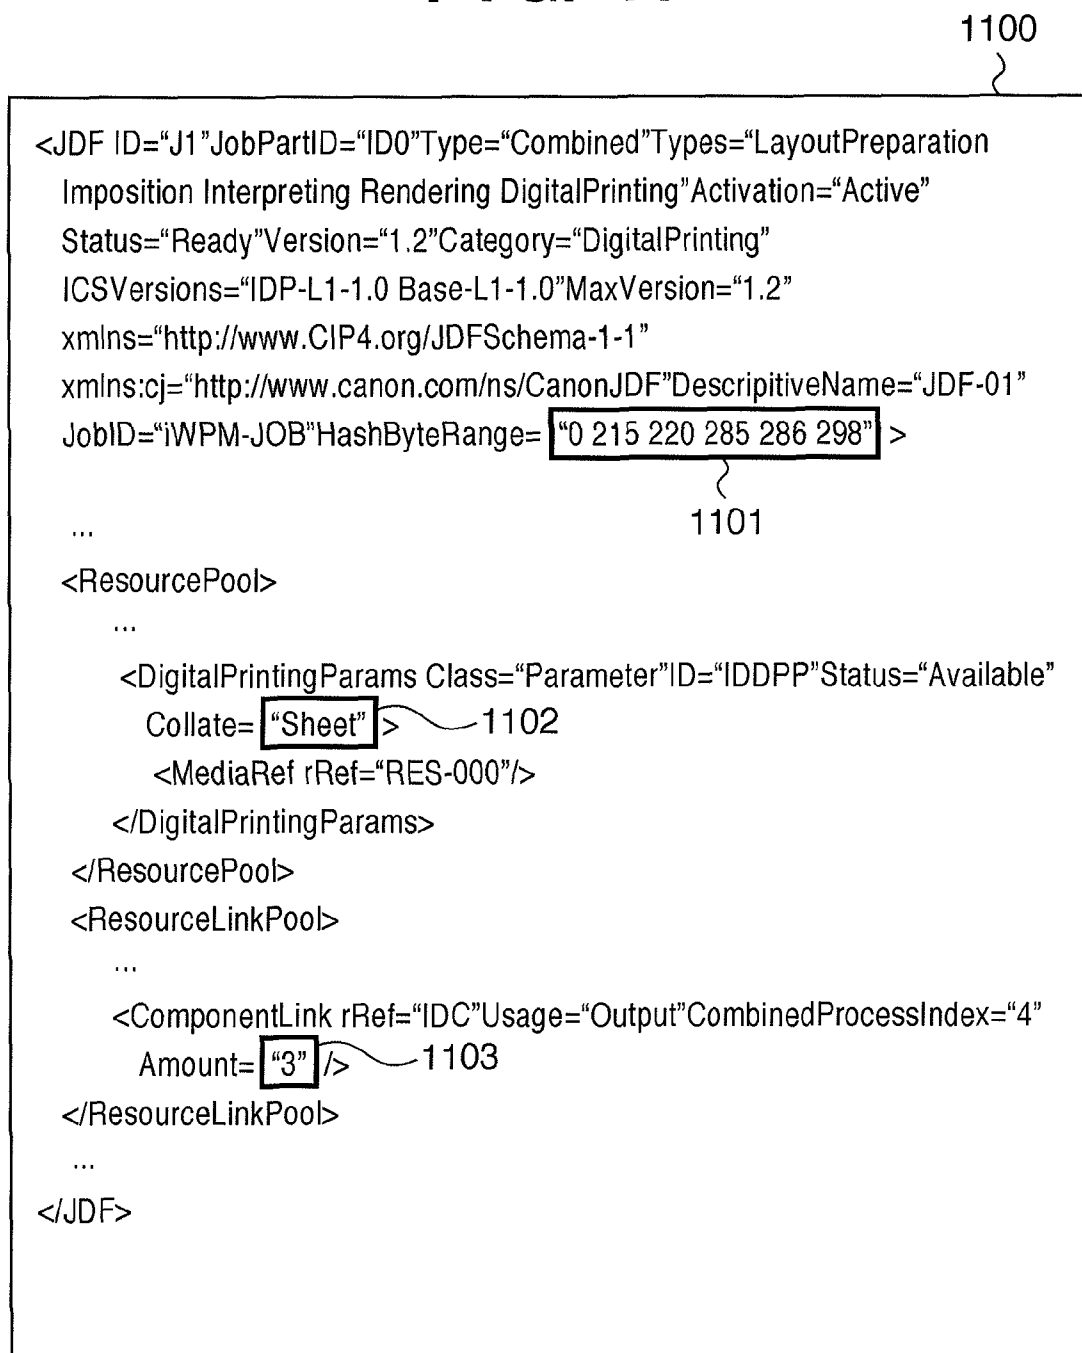 1100
<JDF ID=“J1”JobPartID=“ID0”Type=“Combined”Types=“LayoutPreparation
Imposition Interpreting Rendering DigitalPrinting”Activation=“Active”
Status=“Ready”Version=“1.2”Category=“DigitalPrinting”
ICSVersions=“IDP-L1-1.0 Base-L1-1.0”MaxVersion=“1.2”
xmlns=“http://www.CIP4.org/JDFSchema-1-1”
xmlns:cj=“http://www.canon.com/ns/CanonJDF”DescripitiveName=“JDF-01”
JobID=“iWPM-JOB”HashByteRange= “0 215 220 285 286 298” >
1101
...
<ResourcePool>
...
<DigitalPrintingParams Class=“Parameter”ID=“IDDPP”Status=“Available”
Collate= “Sheet” > 1102
<MediaRef rRef=“RES-000”/>
</DigitalPrintingParams>
</ResourcePool>
<ResourceLinkPool>
...
<ComponentLink rRef=“IDC”Usage=“Output”CombinedProcessIndex=“4”
Amount= “3” /> 1103
</ResourceLinkPool>
...
</JDF>